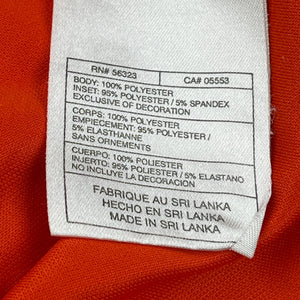 RN# 56323 CA# 05553
BODY: 100% POLYESTER
INSET: 95% POLYESTER / 5% SPANDEX
EXCLUSIVE OF DECORATION
CORPS: 100% POLYESTER
EMPIECEMENT: 95% POLYESTER /
5% ELASTHANNE
SANS ORNEMENTS
CUERPO: 100% POLIESTER
INJERTO: 95% POLIESTER / 5% ELASTANO
NO INCLUYE LA DECORACION
FABRIQUE AU SRI LANKA
HECHO EN SRI LANKA
MADE IN SRI LANKA